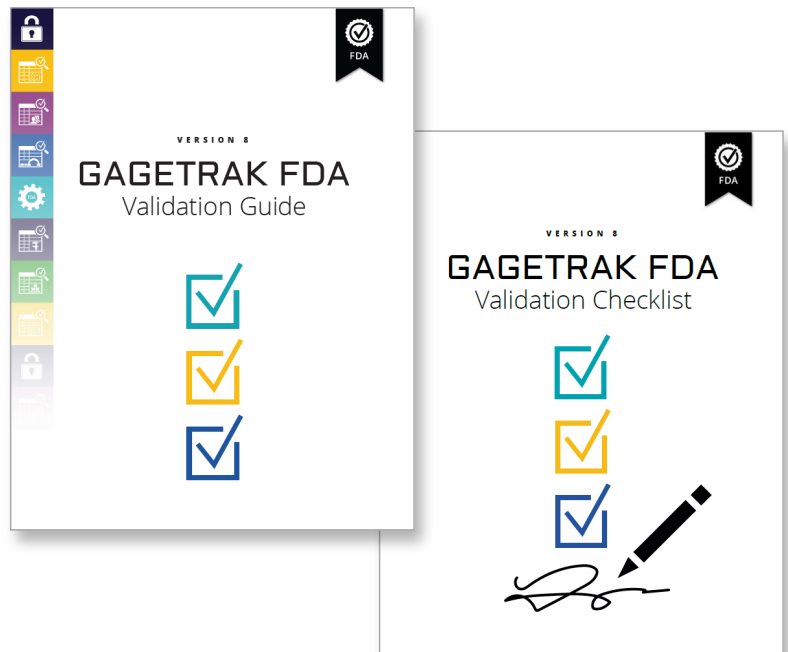 FDA
VERSION 8
GAGETRAK FDA
Validation Guide
FDA
VERSION 8
GAGETRAK FDA
Validation Checklist